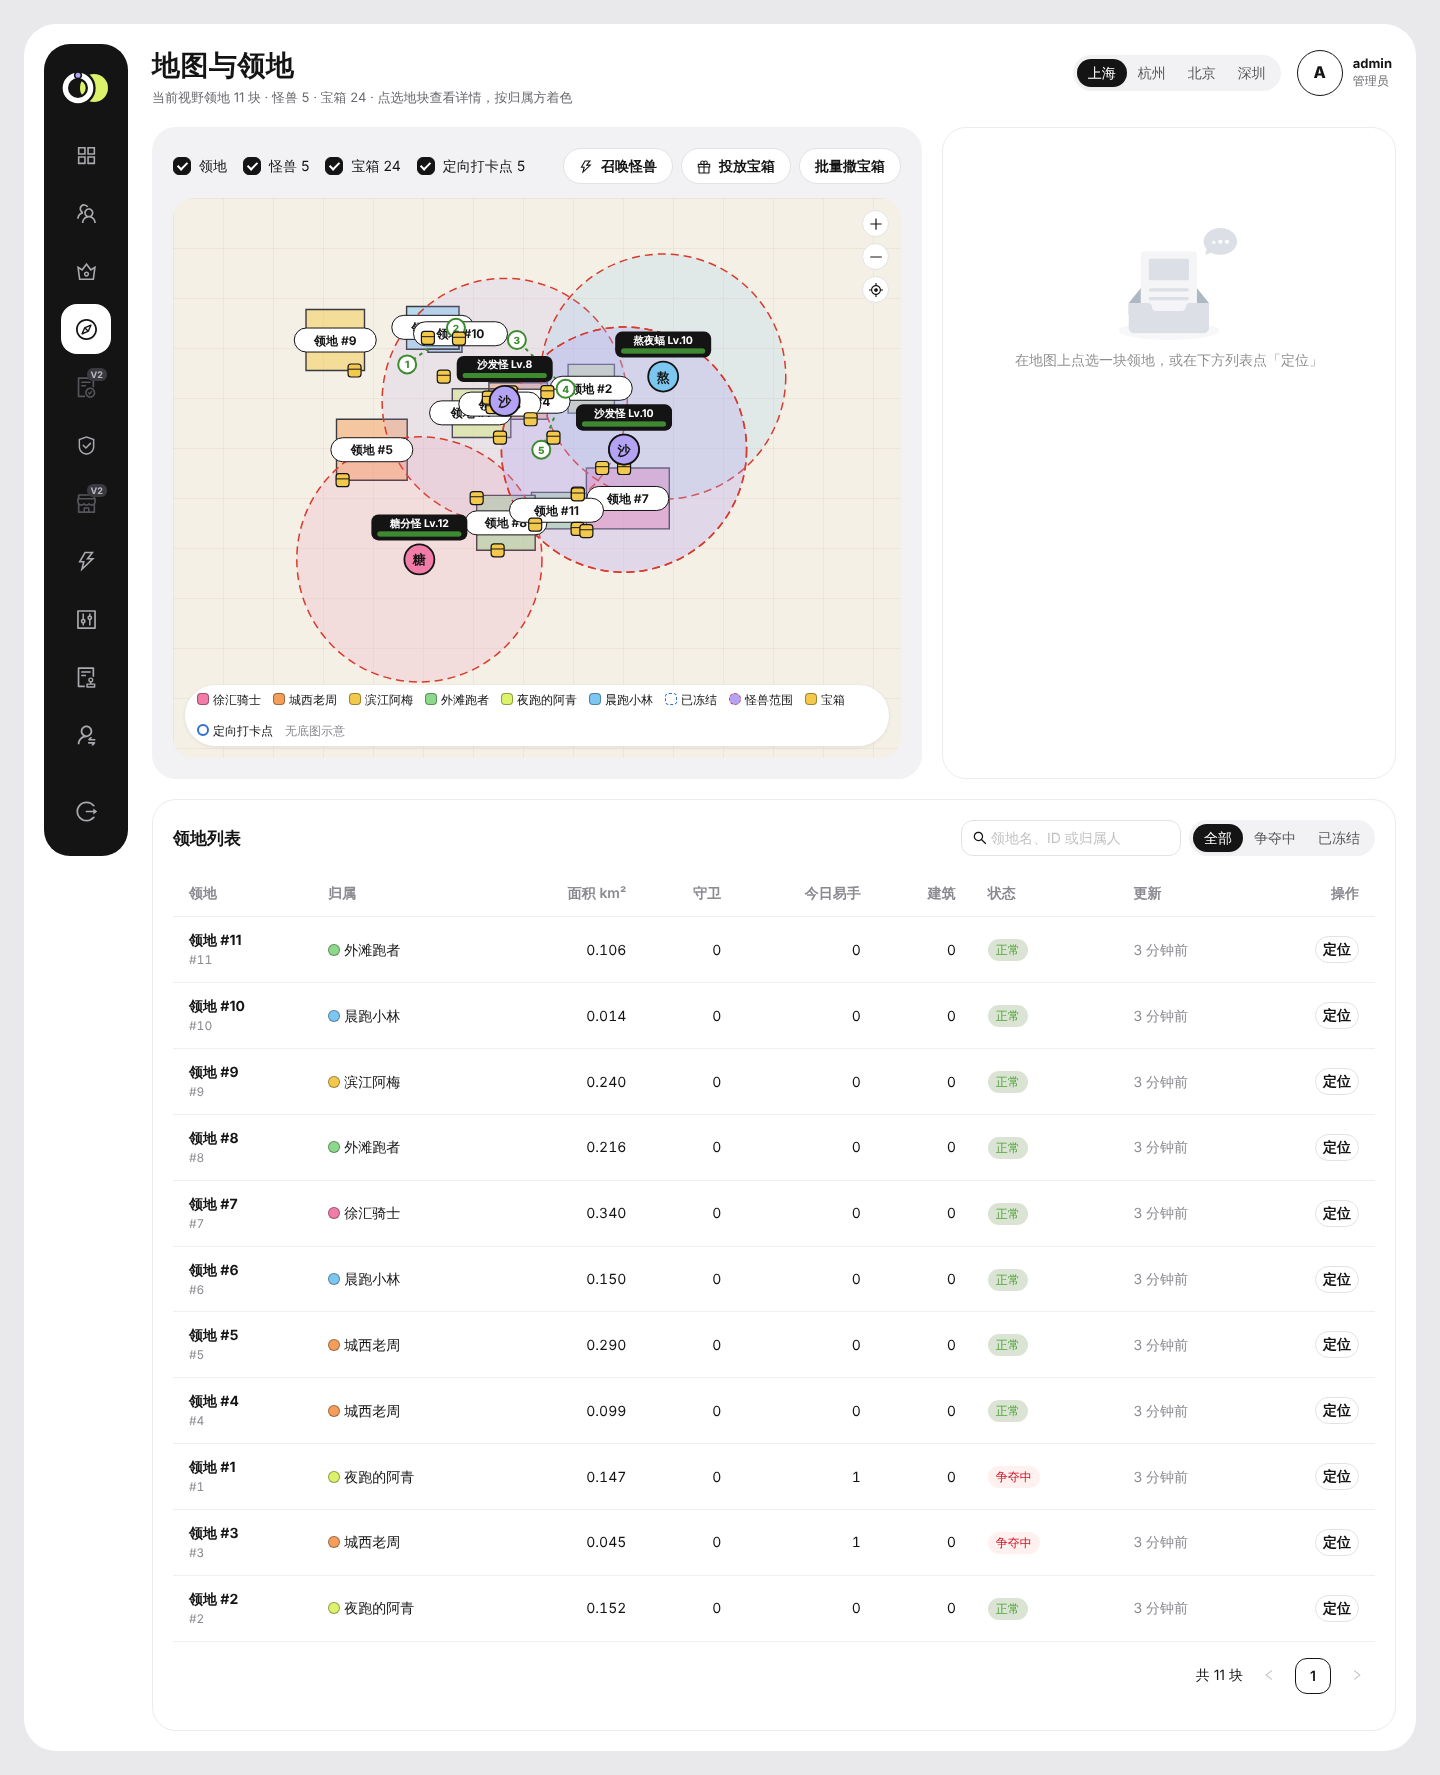 地图与领地
当前视野领地 11 块 · 怪兽 5 · 宝箱 24 · 点选地块查看详情，按归属方着色
上海 杭州 北京 深圳
A
admin
管理员
V2
V2
领地 怪兽 5 宝箱 24 定向打卡点 5
召唤怪兽 投放宝箱 批量撒宝箱
熬夜蝠 Lv.10
熬
领地 #9
2
#10
1
3
沙发怪 Lv.8
沙
4
领地 #2
沙发怪 Lv.10
沙
5
领地 #5
领地 #7
领地 #11
领地 #8
糖分怪 Lv.12
糖
徐汇骑士 城西老周 滨江阿梅 外滩跑者 夜跑的阿青 晨跑小林 已冻结 怪兽范围 宝箱
定向打卡点 无底图示意
在地图上点选一块领地，或在下方列表点「定位」
领地列表
领地名、ID 或归属人
全部 争夺中 已冻结
领地 归属 面积 km² 守卫 今日易手 建筑 状态 更新 操作
领地 #11
#11
外滩跑者 0.106 0 0 0 正常 3 分钟前 定位
领地 #10
#10
晨跑小林 0.014 0 0 0 正常 3 分钟前 定位
领地 #9
#9
滨江阿梅 0.240 0 0 0 正常 3 分钟前 定位
领地 #8
#8
外滩跑者 0.216 0 0 0 正常 3 分钟前 定位
领地 #7
#7
徐汇骑士 0.340 0 0 0 正常 3 分钟前 定位
领地 #6
#6
晨跑小林 0.150 0 0 0 正常 3 分钟前 定位
领地 #5
#5
城西老周 0.290 0 0 0 正常 3 分钟前 定位
领地 #4
#4
城西老周 0.099 0 0 0 正常 3 分钟前 定位
领地 #1
#1
夜跑的阿青 0.147 0 1 0 争夺中 3 分钟前 定位
领地 #3
#3
城西老周 0.045 0 1 0 争夺中 3 分钟前 定位
领地 #2
#2
夜跑的阿青 0.152 0 0 0 正常 3 分钟前 定位
共 11 块 1